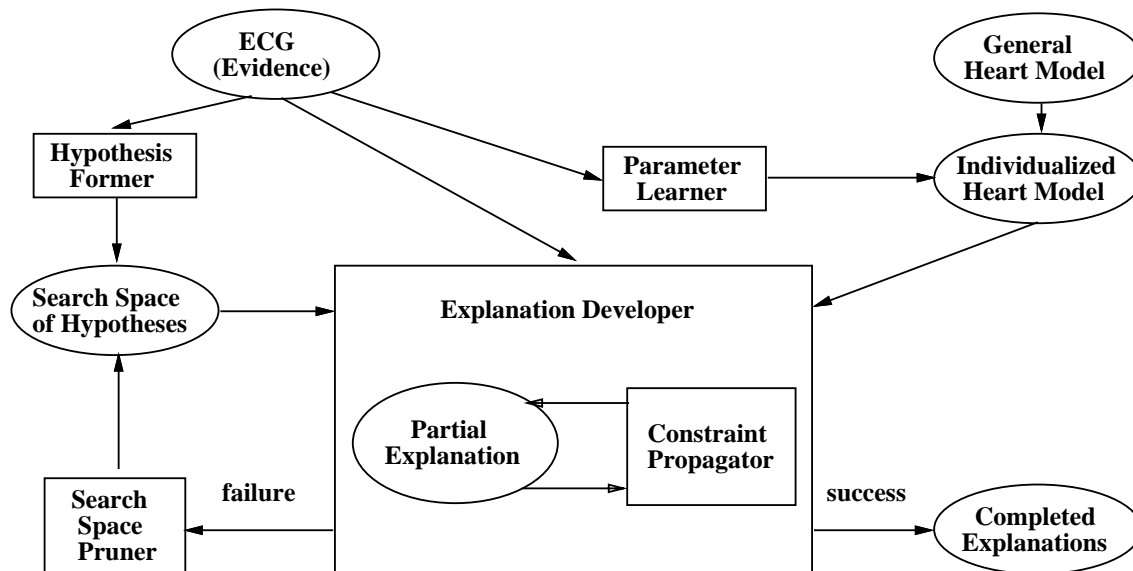 ECG
(Evidence)
General
Heart Model
Hypothesis
Former
Parameter
Learner
Individualized
Heart Model
Search Space
of Hypotheses
Explanation Developer
Partial
Explanation
Constraint
Propagator
failure
success
Search
Space
Pruner
Completed
Explanations